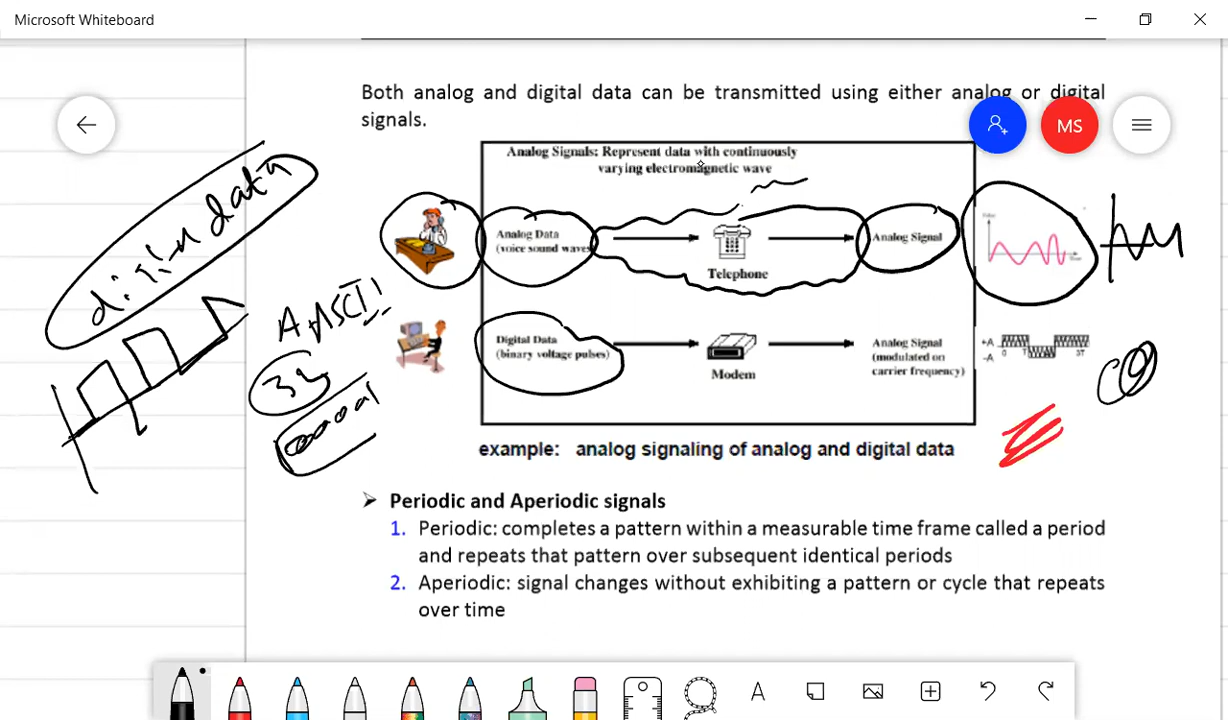 Microsoft Whiteboard
Both analog and digital data can be transmitted using either analog or digital
signals.
MS
Analog Signals: Represent data with continuously
varying electromagnetic wave
Analog Data
(voice sound waves
Telephone
Analog Signal
Digital Data
(binary voltage pulses)
Modem
Analog Signal
(modulated on
carrier frequency)
+A
-A
0
T
3T
data
A ASCII
example: analog signaling of analog and digital data
➤ Periodic and Aperiodic signals
1. Periodic: completes a pattern within a measurable time frame called a period
and repeats that pattern over subsequent identical periods
2. Aperiodic: signal changes without exhibiting a pattern or cycle that repeats
over time
A